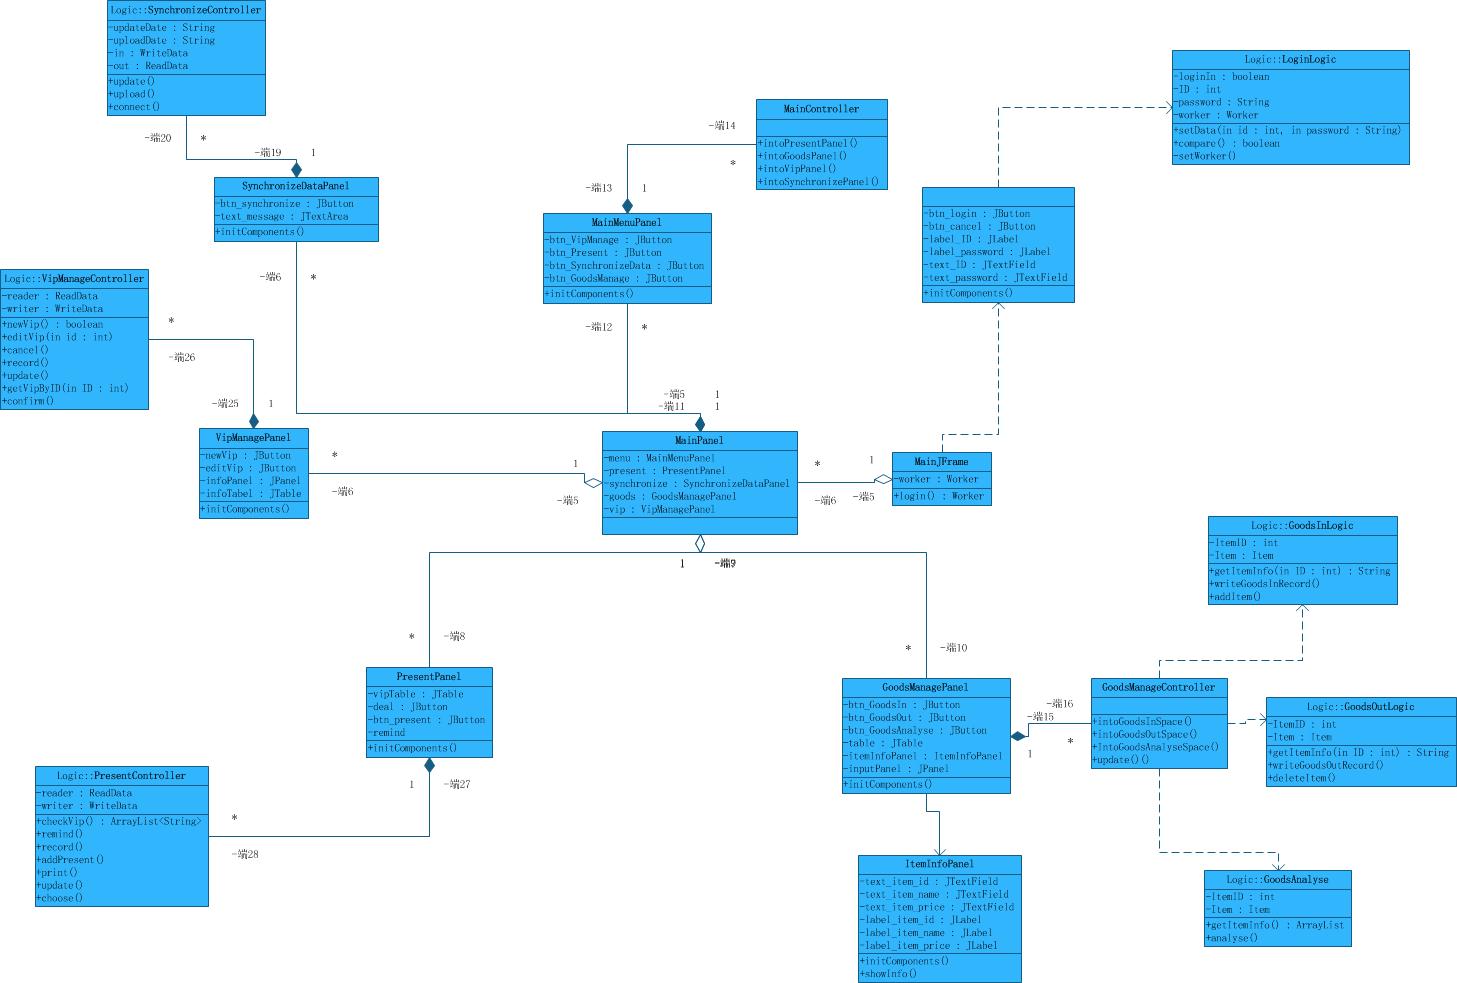 Logic::SynchronizeController
-updateDate : String
-uploadDate : String
-in : WriteData
-out : ReadData
+update()
+upload()
+connect()
-端20
*
-端19
1
SynchronizeDataPanel
-btn_synchronize : JButton
-text_message : JTextArea
+initComponents()
-端6
*
MainController
+intoPresentPanel()
+intoGoodsPanel()
+intoVipPanel()
+intoSynchronizePanel()
-端14
*
-端13
1
MainMenuPanel
-btn_VipManage : JButton
-btn_Present : JButton
-btn_SynchronizeData : JButton
-btn_GoodsManage : JButton
+initComponents()
-端12
*
Logic::LoginLogic
-loginIn : boolean
-ID : int
-password : String
-worker : Worker
+setData(in id : int, in password : String)
+compare() : boolean
-setWorker()
-btn_login : JButton
-btn_cancel : JButton
-label_ID : JLabel
-label_password : JLabel
-text_ID : JTextField
-text_password : JTextField
+initComponents()
Logic::VipManageController
-reader : ReadData
-writer : WriteData
+newVip() : boolean
+editVip(in id : int)
+cancel()
+record()
+update()
+getVipByID(in ID : int)
+confirm()
*
-端26
-端25
1
VipManagePanel
-newVip : JButton
-editVip : JButton
-infoPanel : JPanel
-infoTabel : JTable
+initComponents()
*
-端6
1
-端5
-端5
1
-端11
1
MainPanel
-menu : MainMenuPanel
-present : PresentPanel
-synchronize : SynchronizeDataPanel
-goods : GoodsManagePanel
-vip : VipManagePanel
*
-端6
1
-端5
MainJFrame
-worker : Worker
+login() : Worker
1
*
-端8
*
-端10
PresentPanel
-vipTable : JTable
-deal : JButton
-btn_present : JButton
-remind
+initComponents()
1
-端27
*
-端28
Logic::PresentController
-reader : ReadData
-writer : WriteData
+checkVip() : ArrayList<String>
+remind()
+record()
+addPresent()
+print()
+update()
+choose()
GoodsManagePanel
-btn_GoodsIn : JButton
-btn_GoodsOut : JButton
-btn_GoodsAnalyse : JButton
-table : JTable
-itemInfoPanel : ItemInfoPanel
-inputPanel : JPanel
+initComponents()
-端16
-端15
*
1
GoodsManageController
+intoGoodsInSpace()
+intoGoodsOutSpace()
+IntoGoodsAnalyseSpace()
+update()()
Logic::GoodsInLogic
-ItemID : int
-Item : Item
+getItemInfo(in ID : int) : String
+writeGoodsInRecord()
+addItem()
Logic::GoodsOutLogic
-ItemID : int
-Item : Item
+getItemInfo(in ID : int) : String
+writeGoodsOutRecord()
+deleteItem()
Logic::GoodsAnalyse
-ItemID : int
-Item : Item
+getItemInfo() : ArrayList
+analyse()
ItemInfoPanel
-text_item_id : JTextField
-text_item_name : JTextField
-text_item_price : JTextField
-label_item_id : JLabel
-label_item_name : JLabel
-label_item_price : JLabel
+initComponents()
+showInfo()